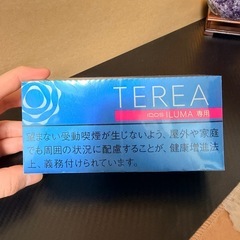 TEREA
IQOS ILUMA 専用
望まない受動喫煙が生じないよう、屋外や家庭
でも周囲の状況に配慮することが、健康増進法
上、義務付けられています。